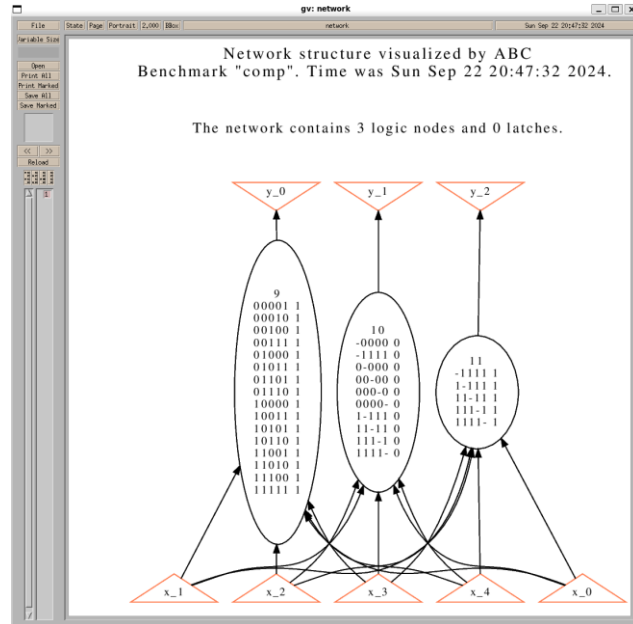 gv: network
File
State
Page
Portrait
2,000
BBox
network
Sun Sep 22 20:47:32 2024
Variable Size
Open
Print All
Print Marked
Save All
Save Marked
<<
>>
Reload
Network structure visualized by ABC
Benchmark "comp". Time was Sun Sep 22 20:47:32 2024.
The network contains 3 logic nodes and 0 latches.
y_0
y_1
y_2
9
00001 1
00010 1
00100 1
00111 1
01000 1
01011 1
01101 1
01110 1
10000 1
10011 1
10101 1
10110 1
11001 1
11010 1
11100 1
11111 1
10
-0000 0
-1111 0
0-000 0
00-00 0
000-0 0
0000- 0
1-111 0
11-11 0
111-1 0
1111- 0
11
-1111 1
1-111 1
11-11 1
111-1 1
1111- 1
x_1
x_2
x_3
x_4
x_0